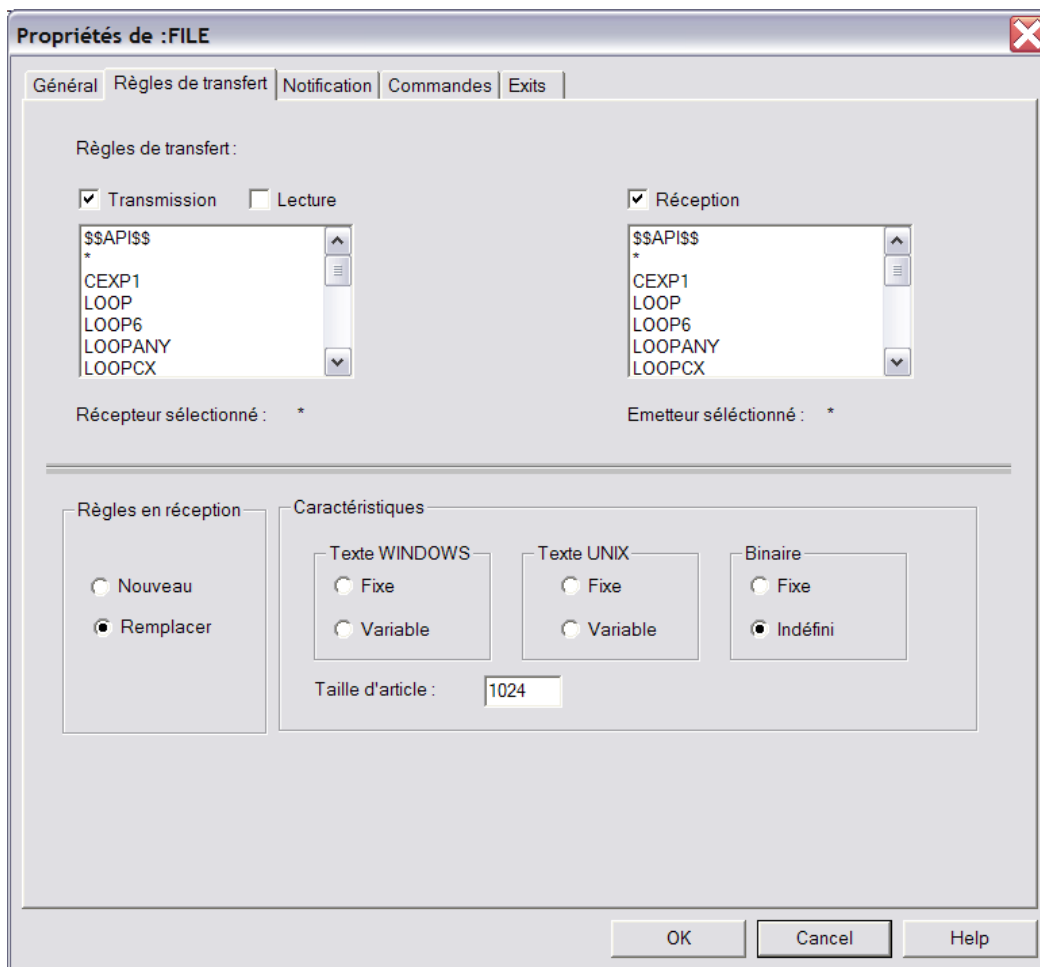 Propriétés de :FILE
Général Règles de transfert Notification Commandes Exits
Règles de transfert :
Transmission Lecture Réception
$$API$$ $$API$$
* *
CEXP1 CEXP1
LOOP LOOP
LOOP6 LOOP6
LOOPANY LOOPANY
LOOPCX LOOPCX
Récepteur sélectionné : * Emetteur séléctionné : *
Règles en réception Caractéristiques
Texte WINDOWS Texte UNIX Binaire
Nouveau Fixe Fixe Fixe
Remplacer Variable Variable Indéfini
Taille d'article : 1024
OK Cancel Help